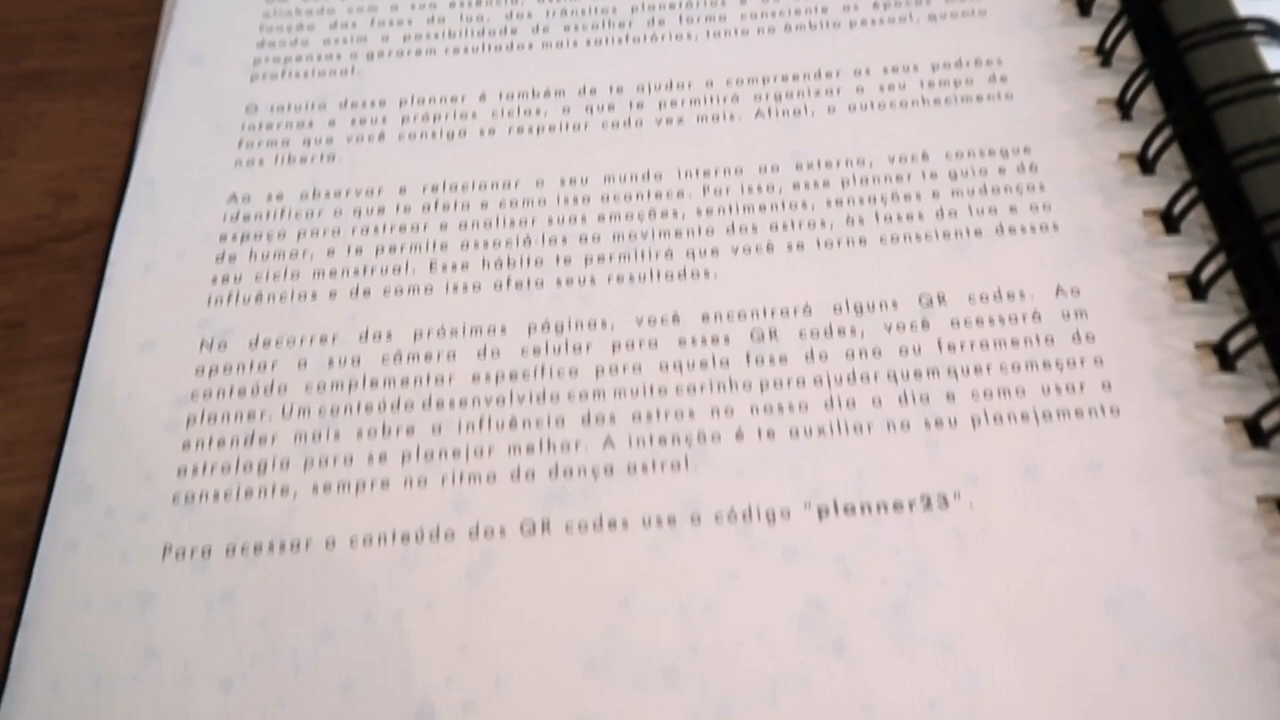 alinhado com a sua essência,
função das fases da lua, dos trânsitos planetários e
dando assim a possibilidade de escolher de forma consciente as épocas mais
propensas a gerarem resultados mais satisfatórios, tanto no âmbito pessoal, quanto
profissional.
O intuito desse planner é também de te ajudar a compreender os seus padrões
internos e seus próprios ciclos, o que te permitirá organizar o seu tempo de
forma que você consiga se respeitar cada vez mais. Afinal, o autoconhecimento
nos liberta.
Ao se observar e relacionar o seu mundo interno ao externo, você consegue
identificar o que te afeta e como isso acontece. Por isso, esse planner te guia e dá
espaço para rastrear e analisar suas emoções, sentimentos, sensações e mudanças
de humor, e te permite associá-los ao movimento dos astros, às fases da lua e ao
seu ciclo menstrual. Esse hábito te permitirá que você se torne consciente dessas
influências e de como isso afeta seus resultados.
No decorrer das próximas páginas, você encontrará alguns QR codes. Ao
apontar a sua câmera do celular para esses QR codes, você acessará um
conteúdo complementar específico para aquela fase do ano ou ferramenta do
planner. Um conteúdo desenvolvido com muito carinho para ajudar quem quer começar a
entender mais sobre a influência dos astros no nosso dia a dia e como usar a
astrologia para se planejar melhor. A intenção é te auxiliar no seu planejamento
consciente, sempre no ritmo da dança astral.
Para acessar o conteúdo dos QR codes use o código "planner23".